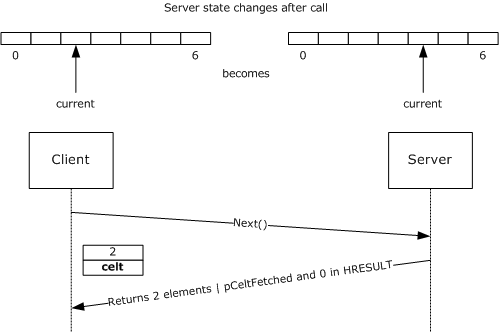 Server state changes after call
0 6 0 6
becomes
current current
Client Server
Next()
2
celt
Returns 2 elements | pCeltFetched and 0 in HRESULT